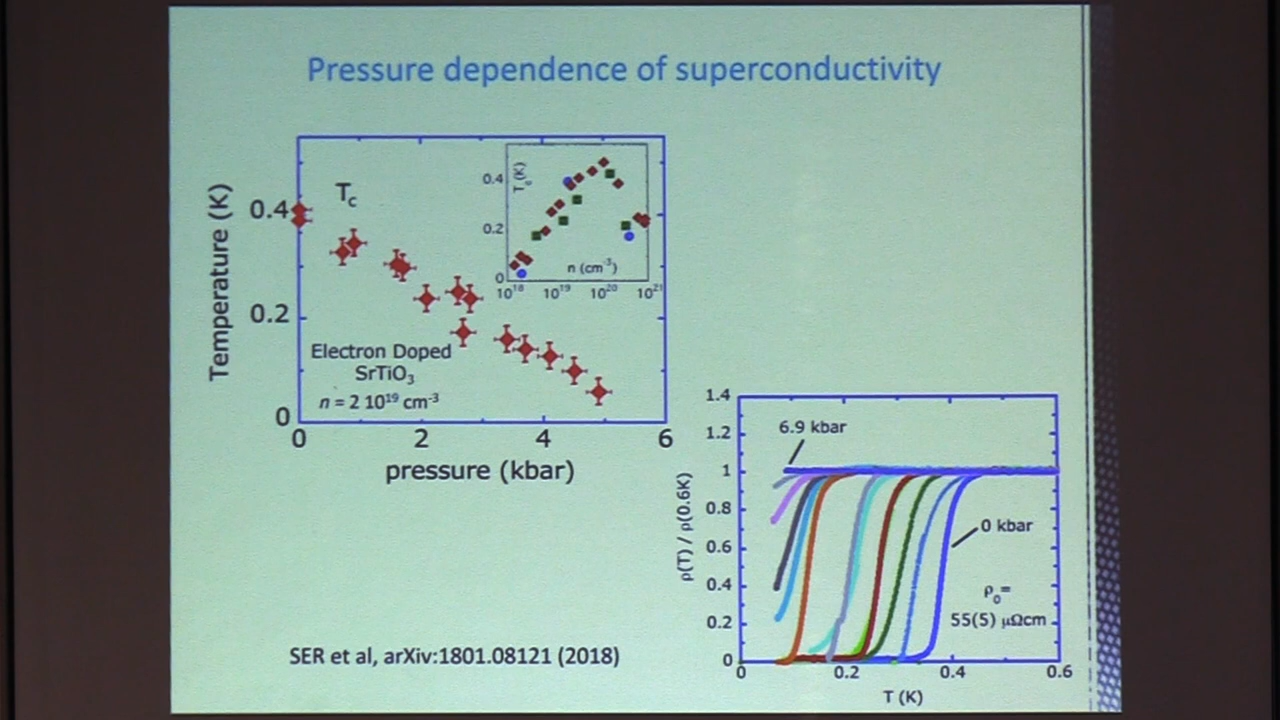 Pressure dependence of superconductivity
Temperature (K)
0.4
0.2
0
0 2 4 6
pressure (kbar)
Tc
Electron Doped
SrTiO3
n = 2 10^19 cm^-3
Tc(K)
0.4
0.2
0
10^18 10^19 10^20 10^21
n (cm^-3)
ρ(T) / ρ(0.6K)
1.4
1.2
1
0.8
0.6
0.4
0.2
0
0 0.2 0.4 0.6
T (K)
6.9 kbar
0 kbar
ρ0=
55(5) μΩcm
SER et al, arXiv:1801.08121 (2018)